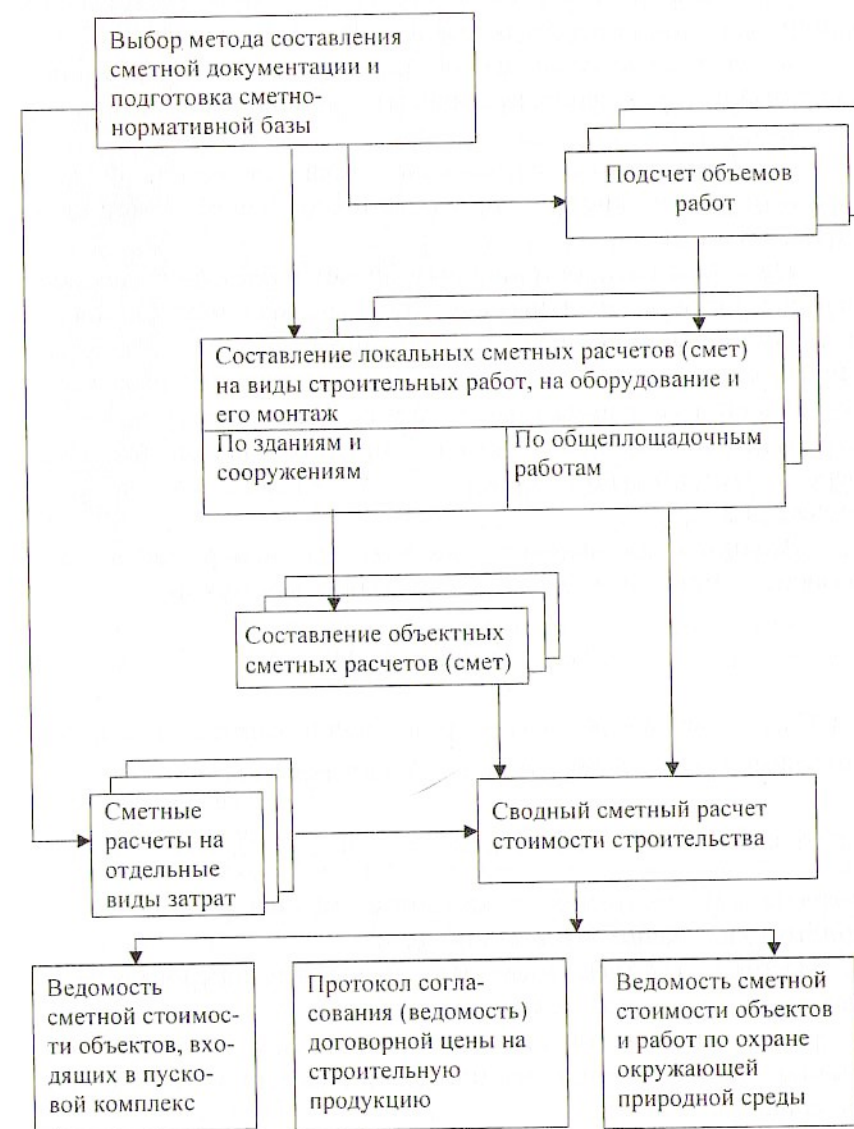 Выбор метода составления
сметной документации и
подготовка сметно-
нормативной базы
Подсчет объемов
работ
Составление локальных сметных расчетов (смет)
на виды строительных работ, на оборудование и
его монтаж
По зданиям и
сооружениям
По общеплощадочным
работам
Составление объектных
сметных расчетов (смет)
Сметные
расчеты на
отдельные
виды затрат
Сводный сметный расчет
стоимости строительства
Ведомость
сметной стоимос-
ти объектов, вхо-
дящих в пуско-
вой комплекс
Протокол согла-
сования (ведомость)
договорной цены на
строительную
продукцию
Ведомость сметной
стоимости объектов
и работ по охране
окружающей
природной среды